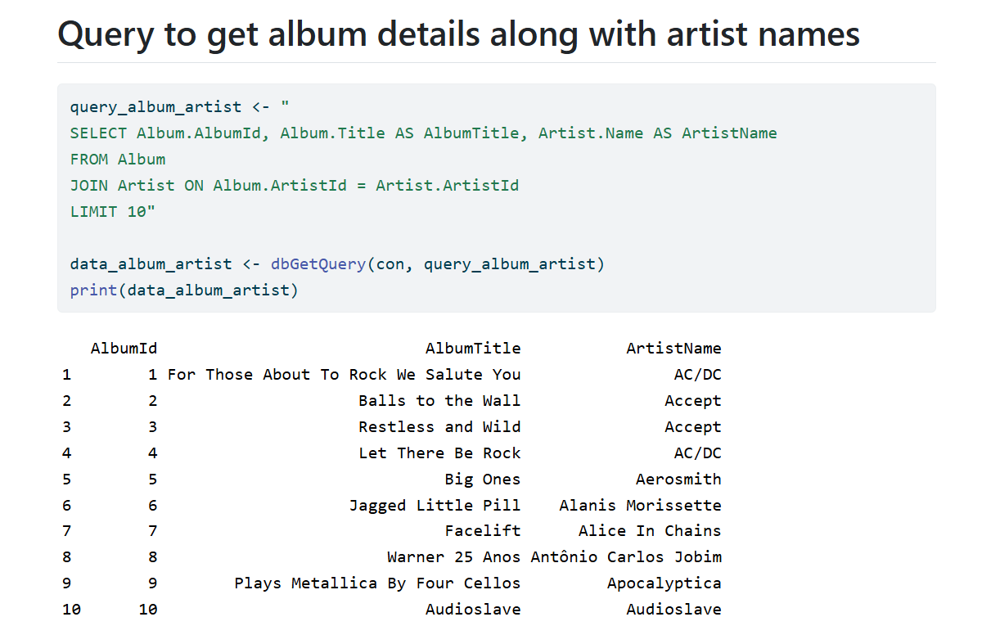 Query to get album details along with artist names
query_album_artist <- "
SELECT Album.AlbumId, Album.Title AS AlbumTitle, Artist.Name AS ArtistName
FROM Album
JOIN Artist ON Album.ArtistId = Artist.ArtistId
LIMIT 10"
data_album_artist <- dbGetQuery(con, query_album_artist)
print(data_album_artist)
AlbumId AlbumTitle ArtistName
1 1 For Those About To Rock We Salute You AC/DC
2 2 Balls to the Wall Accept
3 3 Restless and Wild Accept
4 4 Let There Be Rock AC/DC
5 5 Big Ones Aerosmith
6 6 Jagged Little Pill Alanis Morissette
7 7 Facelift Alice In Chains
8 8 Warner 25 Anos Antônio Carlos Jobim
9 9 Plays Metallica By Four Cellos Apocalyptica
10 10 Audioslave Audioslave